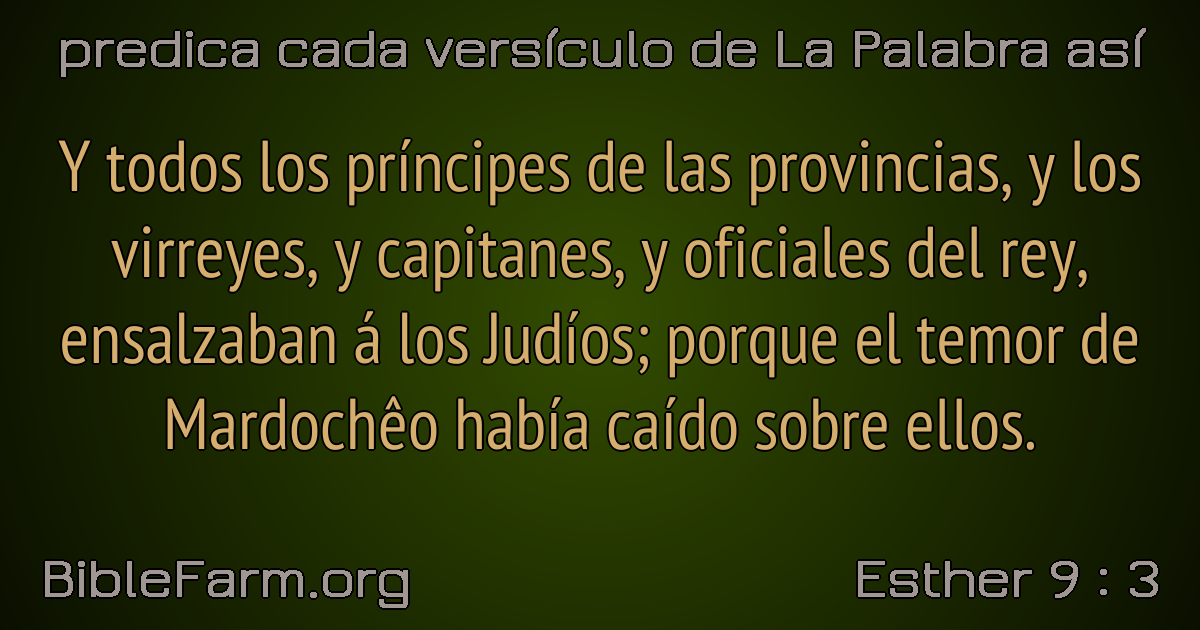 predica cada versículo de La Palabra así
Y todos los príncipes de las provincias, y los
virreyes, y capitanes, y oficiales del rey,
ensalzaban á los Judíos; porque el temor de
Mardochêo había caído sobre ellos.
BibleFarm.org
Esther 9 : 3